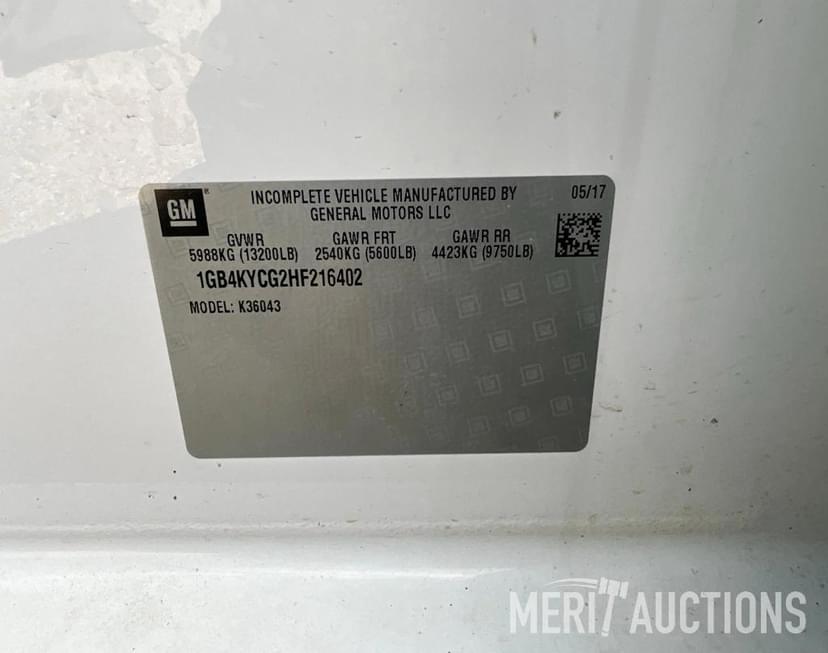 GM ®
INCOMPLETE VEHICLE MANUFACTURED BY
GENERAL MOTORS LLC
05/17
GVWR GAWR FRT GAWR RR
5988KG (13200LB) 2540KG (5600LB) 4423KG (9750LB)
1GB4KYCG2HF216402
MODEL: K36043
MERIT AUCTIONS